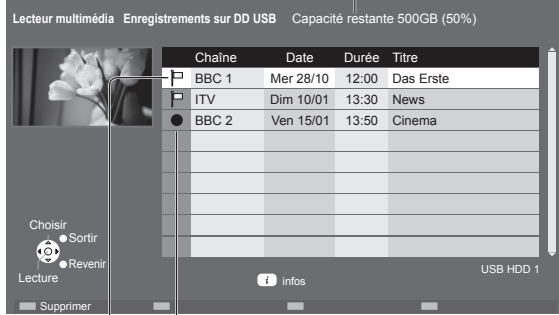 Lecteur multimédia Enregistrements sur DD USB Capacité restante 500GB (50%)
Chaîne Date Durée Titre
BBC 1 Mer 28/10 12:00 Das Erste
ITV Dim 10/01 13:30 News
BBC 2 Ven 15/01 13:50 Cinema
Choisir
Sortir
Revenir
Lecture
i infos
USB HDD 1
Supprimer